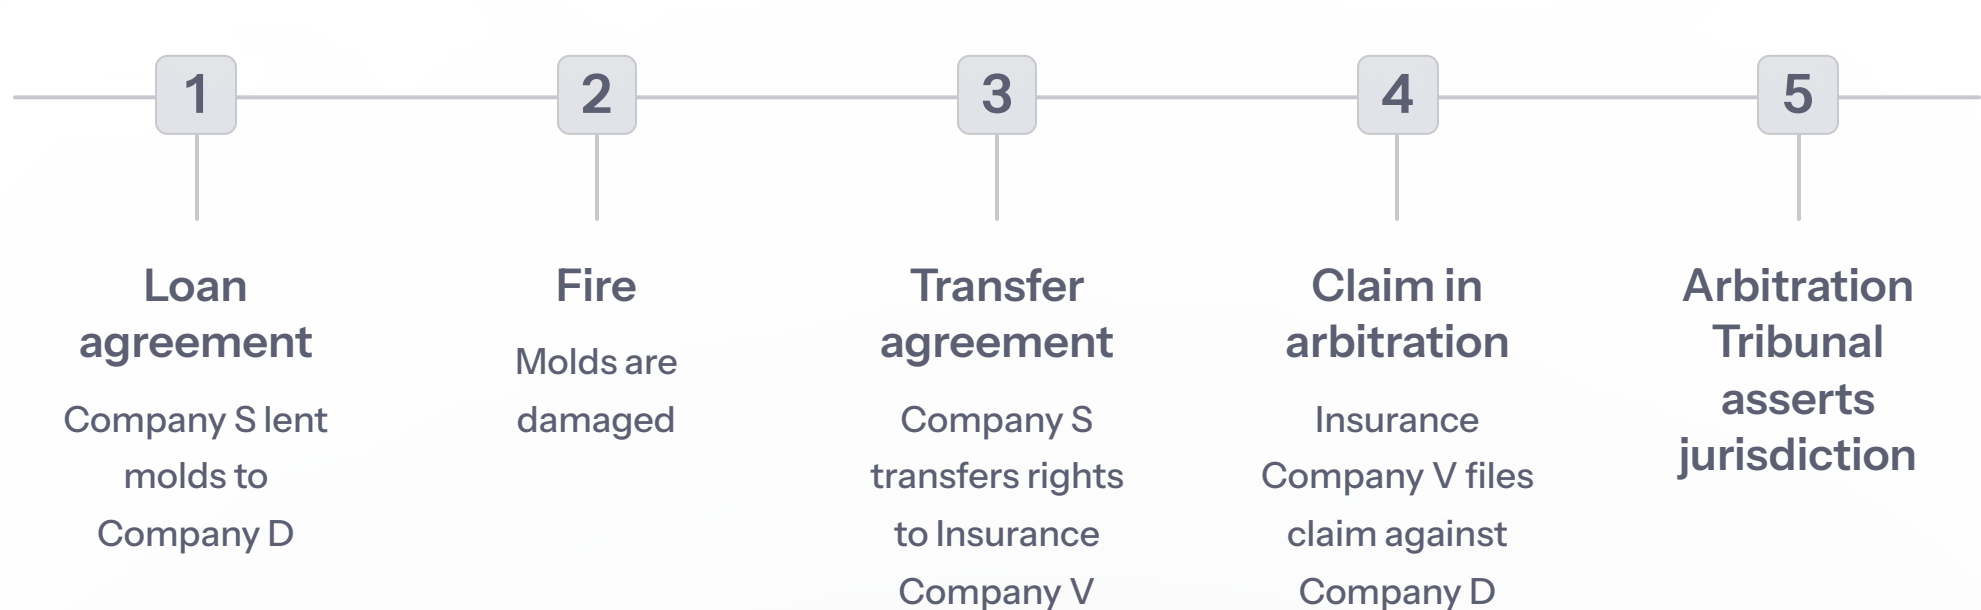 1
Loan
agreement
Company S lent
molds to
Company D
2
Fire
Molds are
damaged
3
Transfer
agreement
Company S
transfers rights
to Insurance
Company V
4
Claim in
arbitration
Insurance
Company V files
claim against
Company D
5
Arbitration
Tribunal
asserts
jurisdiction